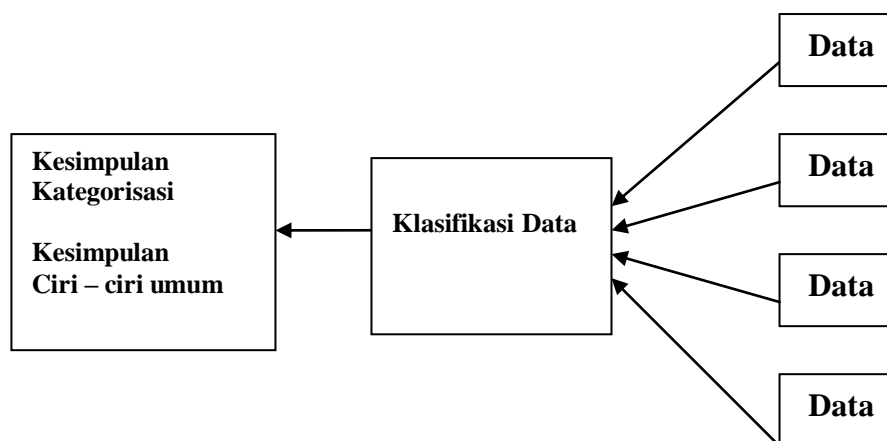 Data
Kesimpulan
Kategorisasi
Kesimpulan
Ciri – ciri umum
Klasifikasi Data
Data
Data
Data